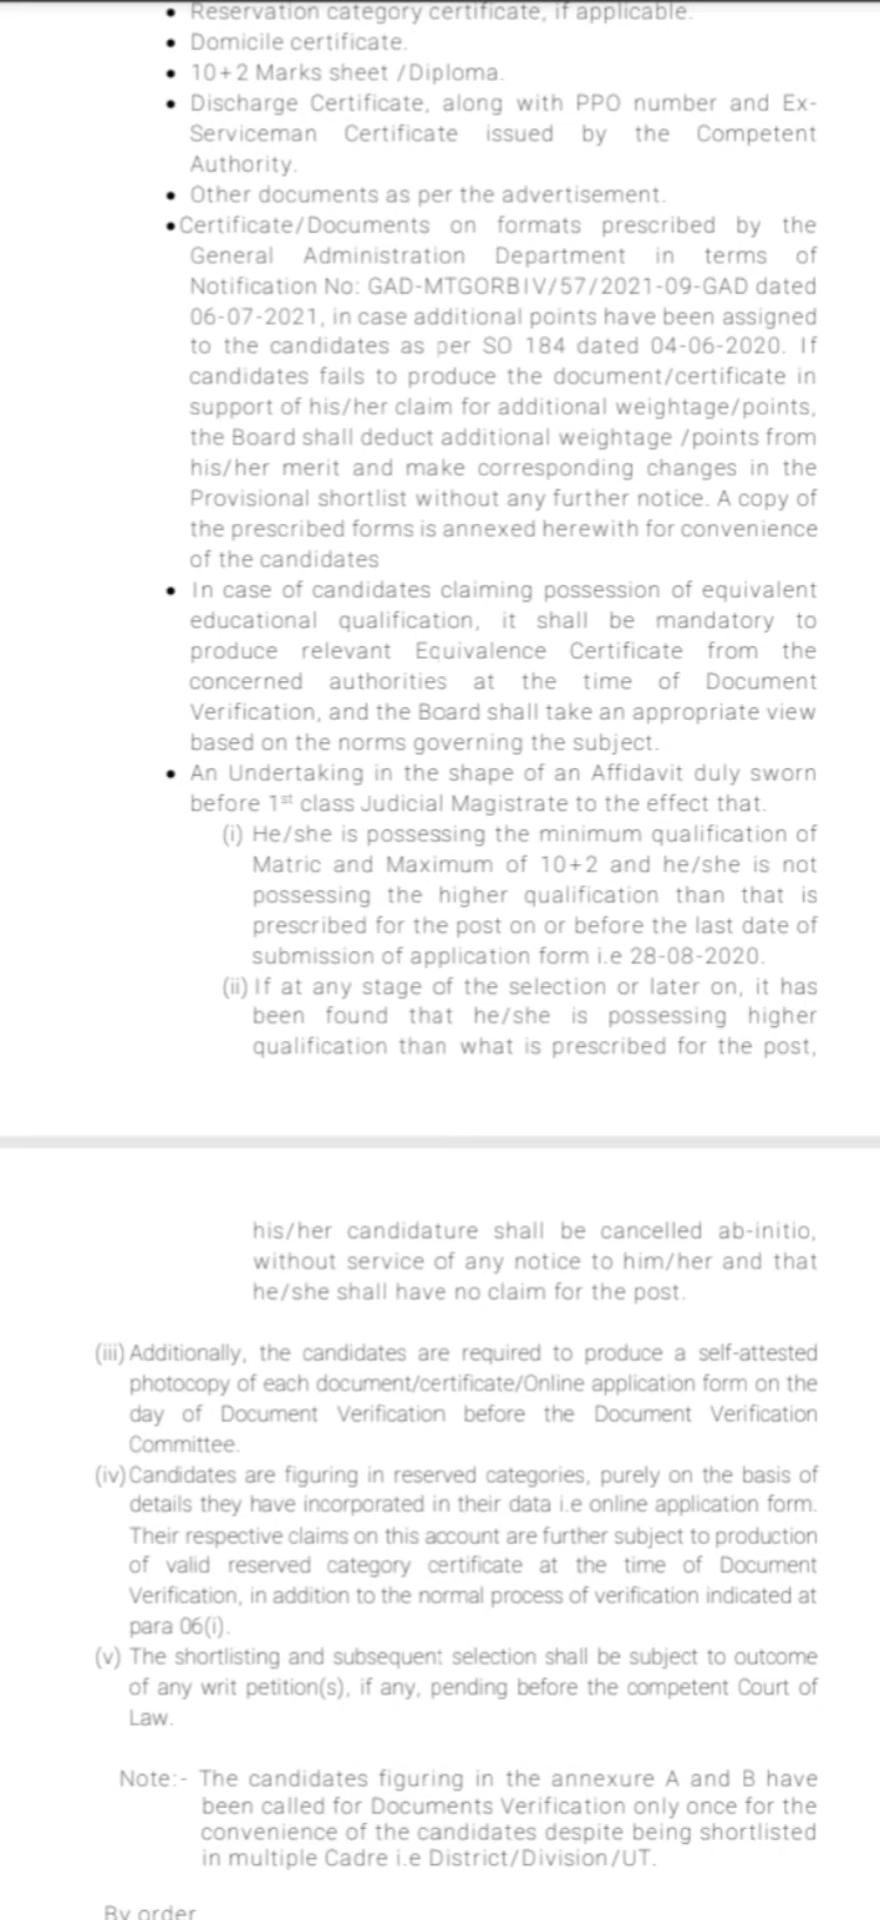 • Reservation category certificate, if applicable.
• Domicile certificate.
• 10+2 Marks sheet /Diploma.
• Discharge Certificate, along with PPO number and Ex-
Serviceman Certificate issued by the Competent
Authority.
• Other documents as per the advertisement.
•Certificate/Documents on formats prescribed by the
General Administration Department in terms of
Notification No: GAD-MTGORBIV/57/2021-09-GAD dated
06-07-2021, in case additional points have been assigned
to the candidates as per SO 184 dated 04-06-2020. If
candidates fails to produce the document/certificate in
support of his/her claim for additional weightage/points,
the Board shall deduct additional weightage /points from
his/her merit and make corresponding changes in the
Provisional shortlist without any further notice. A copy of
the prescribed forms is annexed herewith for convenience
of the candidates
• In case of candidates claiming possession of equivalent
educational qualification, it shall be mandatory to
produce relevant Equivalence Certificate from the
concerned authorities at the time of Document
Verification, and the Board shall take an appropriate view
based on the norms governing the subject.
• An Undertaking in the shape of an Affidavit duly sworn
before 1st class Judicial Magistrate to the effect that.
(i) He/she is possessing the minimum qualification of
Matric and Maximum of 10+2 and he/she is not
possessing the higher qualification than that is
prescribed for the post on or before the last date of
submission of application form i.e 28-08-2020.
(ii) If at any stage of the selection or later on, it has
been found that he/she is possessing higher
qualification than what is prescribed for the post,
his/her candidature shall be cancelled ab-initio,
without service of any notice to him/her and that
he/she shall have no claim for the post.
(iii) Additionally, the candidates are required to produce a self-attested
photocopy of each document/certificate/Online application form on the
day of Document Verification before the Document Verification
Committee.
(iv) Candidates are figuring in reserved categories, purely on the basis of
details they have incorporated in their data i.e online application form.
Their respective claims on this account are further subject to production
of valid reserved category certificate at the time of Document
Verification, in addition to the normal process of verification indicated at
para 06(i).
(v) The shortlisting and subsequent selection shall be subject to outcome
of any writ petition(s), if any, pending before the competent Court of
Law.
Note:- The candidates figuring in the annexure A and B have
been called for Documents Verification only once for the
convenience of the candidates despite being shortlisted
in multiple Cadre i.e District/Division/UT.
By order